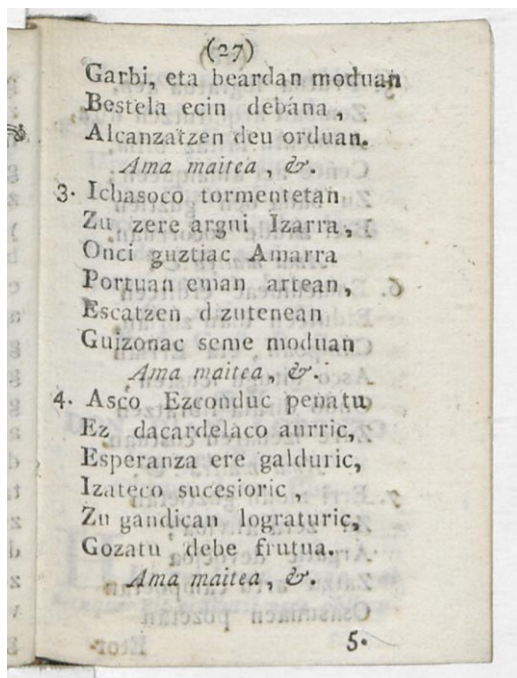 (27)
Garbi, eta beardan moduan
Bestela ecin debána,
Alcanzatzen deu orduan.
Ama maitea, &.
3. Ichasoco tormentetan
Zu zere argui Izarra,
Onci guztiac Amarra
Portuan eman artean,
Escatzen dizutenean
Guizonac seme moduan
Ama maitea, &.
4. Asco Ezconduc penatu
Ez dacardelaco aurric,
Esperanza ere galduric,
Izateco sucesioric,
Zu gandican lograturic,
Gozatu debe frutua.
Ama maitea, &.
5.